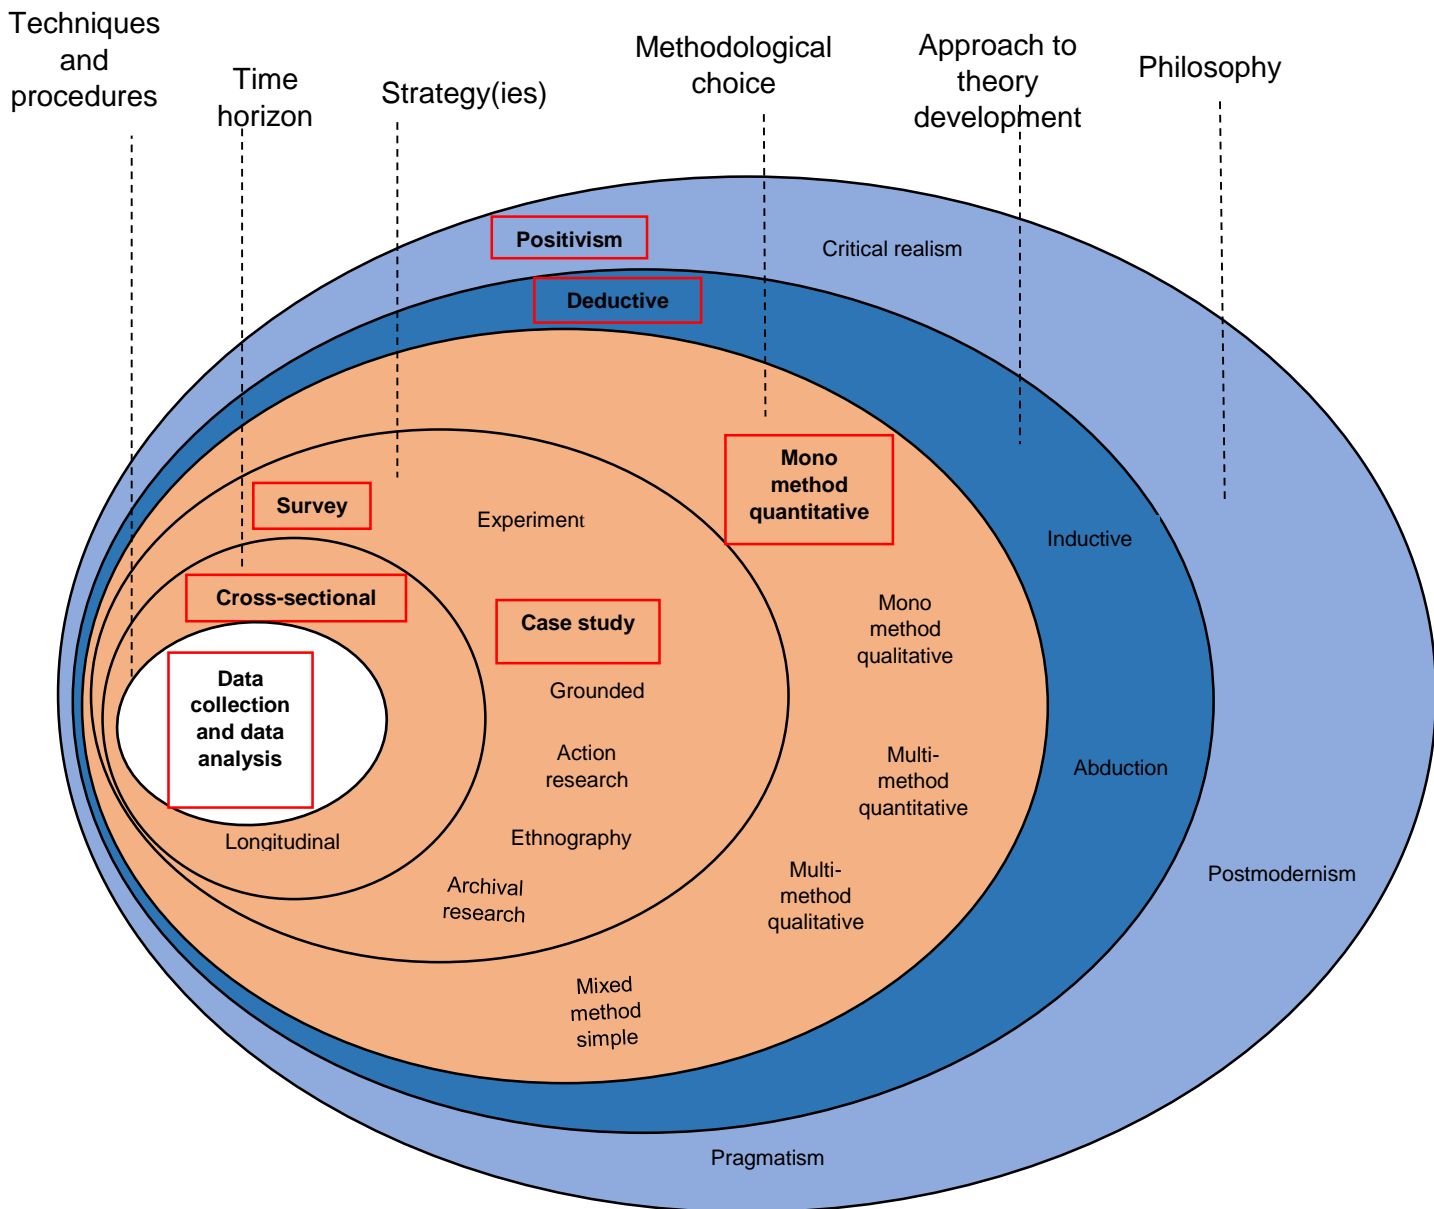 Techniques
and
procedures
Time
horizon
Strategy(ies)
Methodological
choice
Approach to
theory
development
Philosophy
Positivism
Critical realism
Deductive
Mono
method
quantitative
Survey
Experiment
Inductive
Cross-sectional
Case study
Mono
method
qualitative
Data
collection
and data
analysis
Grounded
Action
research
Multi-
method
quantitative
Abduction
Longitudinal
Ethnography
Archival
research
Multi-
method
qualitative
Postmodernism
Mixed
method
simple
Pragmatism